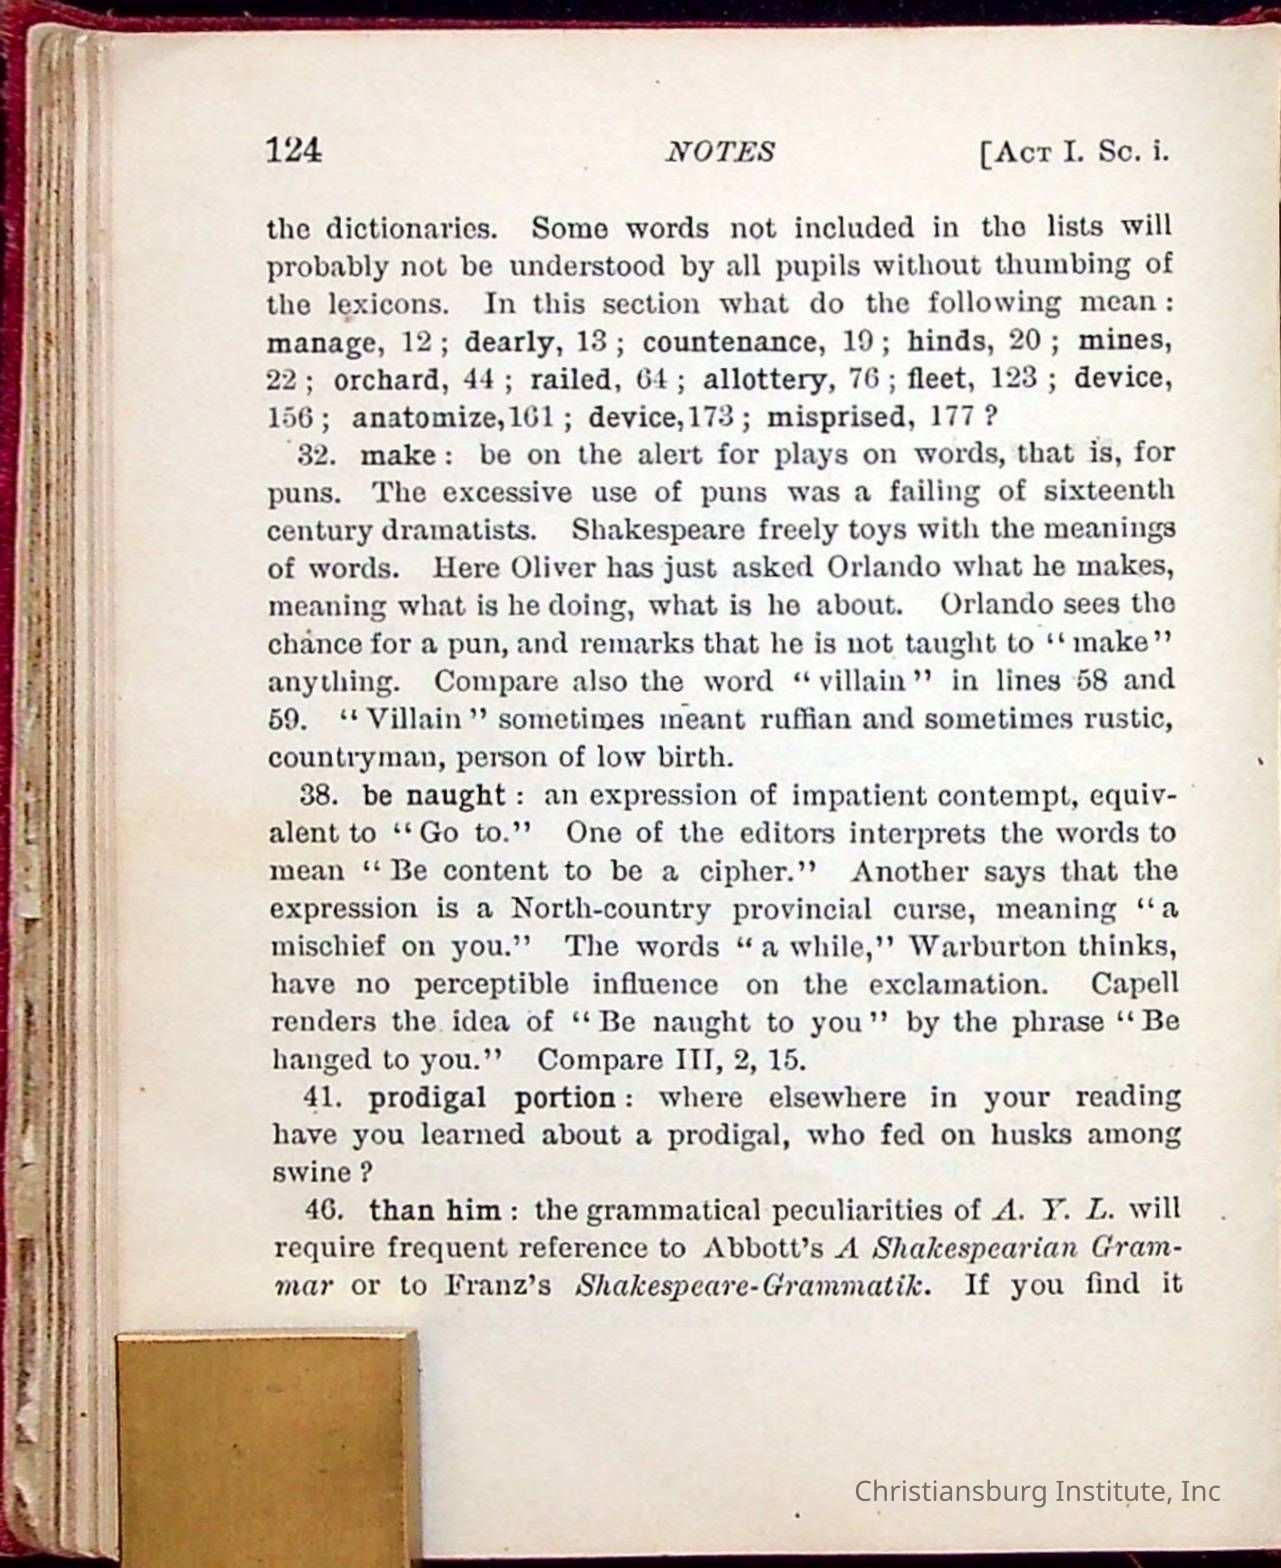 124 NOTES [ACT I. Sc. i.
the dictionaries. Some words not included in the lists will
probably not be understood by all pupils without thumbing of
the lexicons. In this section what do the following mean :
manage, 12 ; dearly, 13 ; countenance, 19 ; hinds, 20 ; mines,
22 ; orchard, 44 ; railed, 64 ; allottery, 76 ; fleet, 123 ; device,
156 ; anatomize, 161 ; device, 173 ; misprised, 177 ?
32. make : be on the alert for plays on words, that is, for
puns. The excessive use of puns was a failing of sixteenth
century dramatists. Shakespeare freely toys with the meanings
of words. Here Oliver has just asked Orlando what he makes,
meaning what is he doing, what is he about. Orlando sees the
chance for a pun, and remarks that he is not taught to “make”
anything. Compare also the word “villain” in lines 58 and
59. “Villain” sometimes meant ruffian and sometimes rustic,
countryman, person of low birth.
38. be naught : an expression of impatient contempt, equiv-
alent to “Go to.” One of the editors interprets the words to
mean “Be content to be a cipher.” Another says that the
expression is a North-country provincial curse, meaning “a
mischief on you.” The words “a while,” Warburton thinks,
have no perceptible influence on the exclamation. Capell
renders the idea of “Be naught to you” by the phrase “Be
hanged to you.” Compare III, 2, 15.
41. prodigal portion : where elsewhere in your reading
have you learned about a prodigal, who fed on husks among
swine ?
46. than him : the grammatical peculiarities of A. Y. L. will
require frequent reference to Abbott’s A Shakespearian Gram-
mar or to Franz’s Shakespeare-Grammatik. If you find it
Christiansburg Institute, Inc